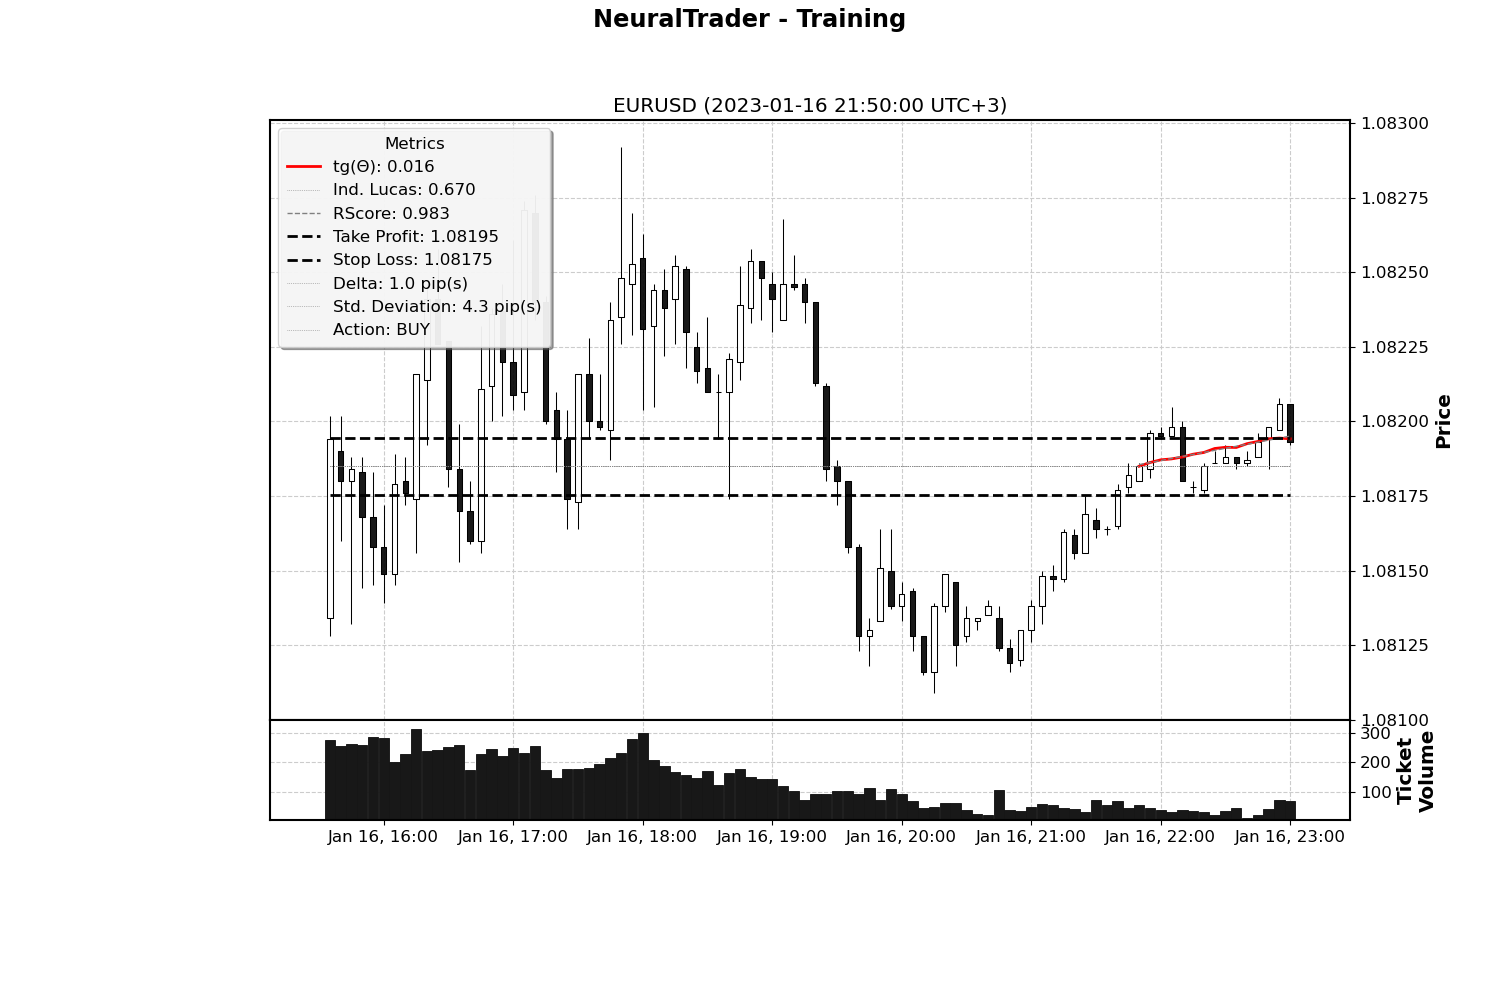 NeuralTrader - Training
EURUSD (2023-01-16 21:50:00 UTC+3)
Metrics
tg(Θ): 0.016
Ind. Lucas: 0.670
RScore: 0.983
Take Profit: 1.08195
Stop Loss: 1.08175
Delta: 1.0 pip(s)
Std. Deviation: 4.3 pip(s)
Action: BUY
1.08300
1.08275
1.08250
1.08225
1.08200
1.08175
1.08150
1.08125
1.08100
Price
300
200
100
Ticket
Volume
Jan 16, 16:00
Jan 16, 17:00
Jan 16, 18:00
Jan 16, 19:00
Jan 16, 20:00
Jan 16, 21:00
Jan 16, 22:00
Jan 16, 23:00